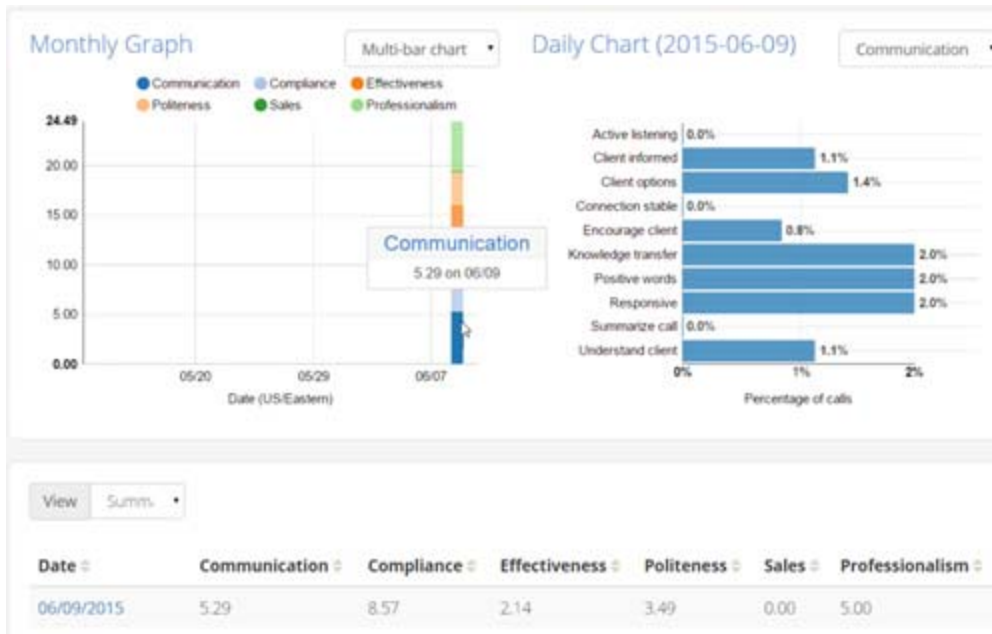 Monthly Graph
Multi-bar chart
Communication Compliance Effectiveness
Politeness Sales Professionalism
24.49
20.00
15.00
10.00
5.00
0.00
05/20 05/29 06/07
Date (US/Eastern)
Communication
5.29 on 06/09
Daily Chart (2015-06-09)
Communication
Active listening 0.0%
Client informed 1.1%
Client options 1.4%
Connection stable 0.0%
Encourage client 0.8%
Knowledge transfer 2.0%
Positive words 2.0%
Responsive 2.0%
Summarize call 0.0%
Understand client 1.1%
0% 1% 2%
Percentage of calls
View Summ
Date Communication Compliance Effectiveness Politeness Sales Professionalism
06/09/2015 5.29 8.57 2.14 3.49 0.00 5.00